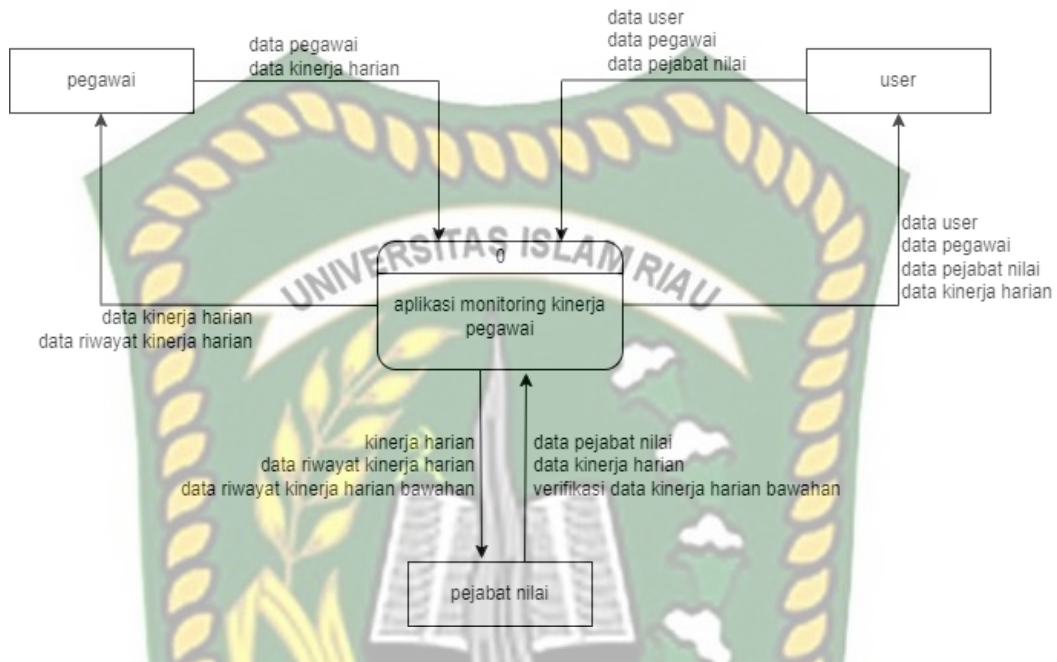 data user
data pegawai
data pejabat nilai
data pegawai
data kinerja harian
pegawai
user
UNIVERSITAS ISLAM RIAU
0
aplikasi monitoring kinerja
pegawai
data user
data pegawai
data pejabat nilai
data kinerja harian
data kinerja harian
data riwayat kinerja harian
kinerja harian
data riwayat kinerja harian
data riwayat kinerja harian bawahan
data pejabat nilai
data kinerja harian
verifikasi data kinerja harian bawahan
pejabat nilai